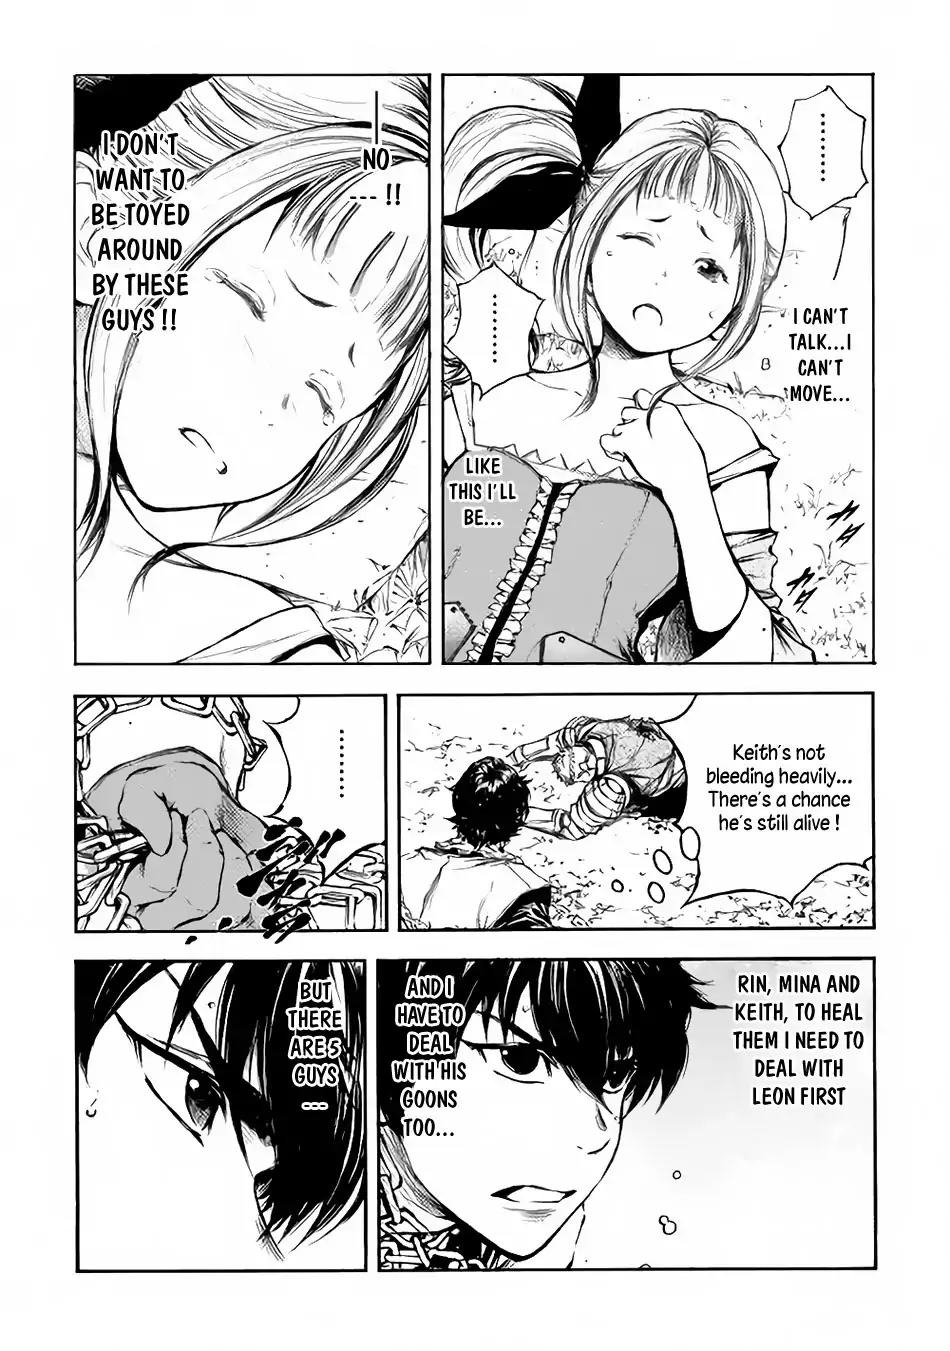 .......
I CAN'T
TALK...I
CAN'T
MOVE...
......
LIKE
THIS I'LL
BE...
NO
--- !!
I DON'T
WANT TO
BE TOYED
AROUND
BY THESE
GUYS !!
Keith's not
bleeding heavily...
There's a chance
he's still alive !
.......
RIN, MINA AND
KEITH, TO HEAL
THEM I NEED TO
DEAL WITH
LEON FIRST
AND I
HAVE TO
DEAL
WITH HIS
GOONS
TOO...
BUT
THERE
ARE 5
GUYS
---